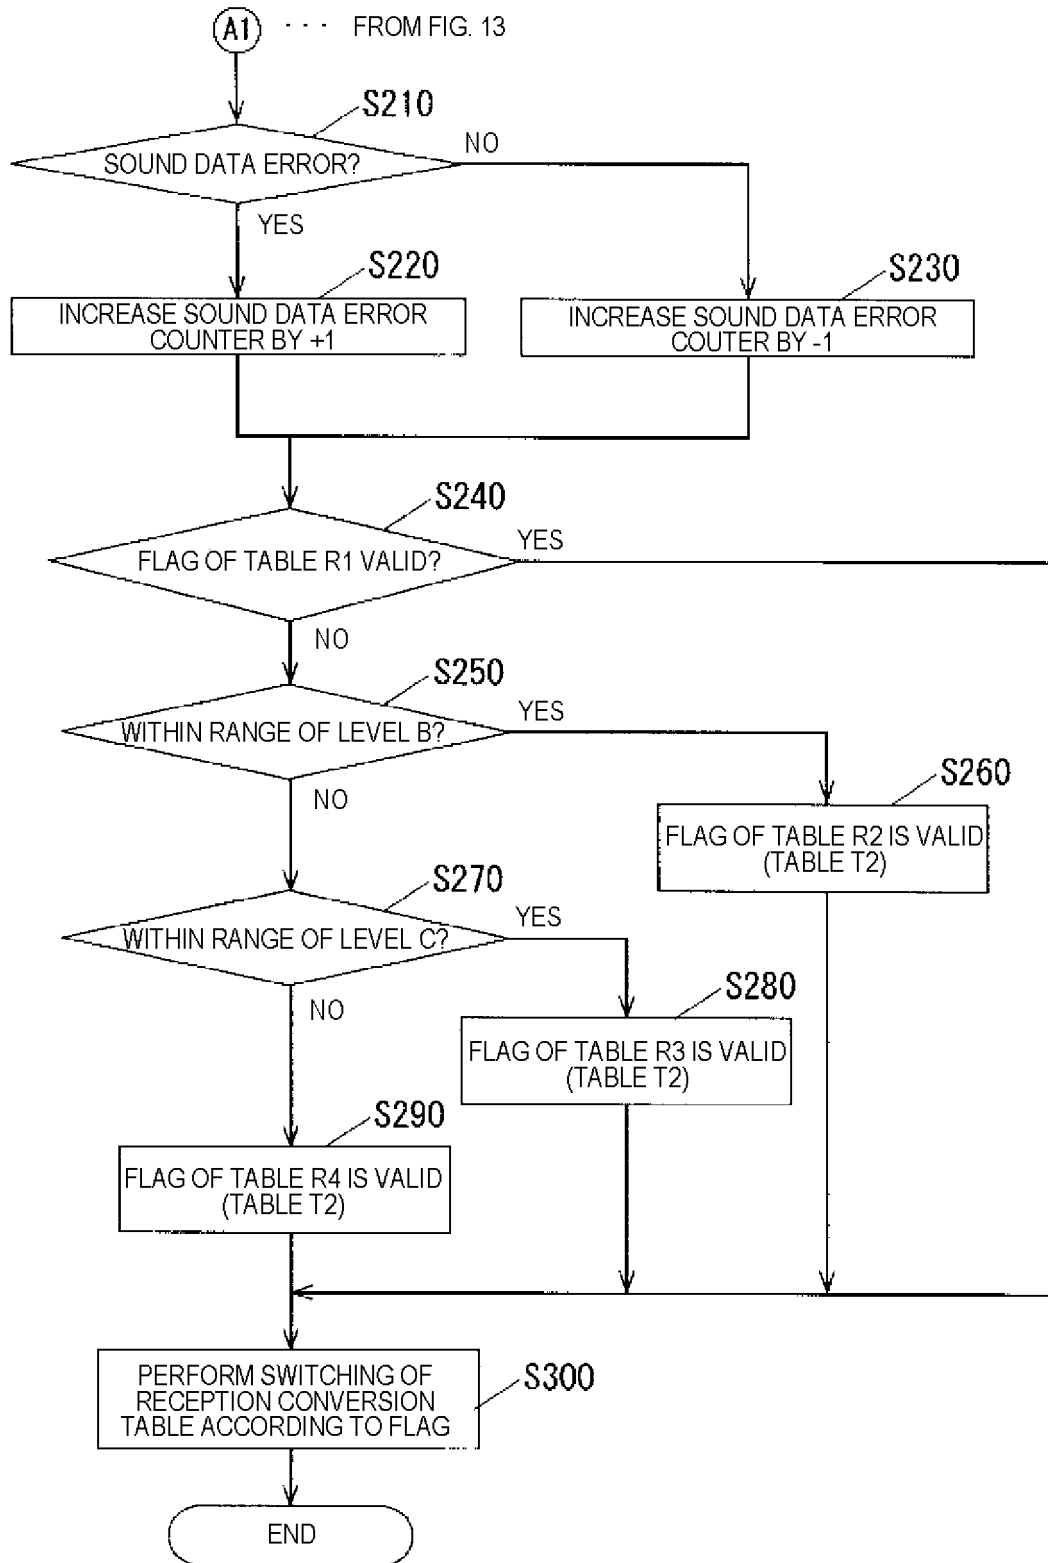 A1 - - - FROM FIG. 13
S210
SOUND DATA ERROR?
NO
YES
S220
INCREASE SOUND DATA ERROR
COUNTER BY +1
S230
INCREASE SOUND DATA ERROR
COUTER BY -1
S240
FLAG OF TABLE R1 VALID?
YES
NO
S250
WITHIN RANGE OF LEVEL B?
YES
NO
S260
FLAG OF TABLE R2 IS VALID
(TABLE T2)
S270
WITHIN RANGE OF LEVEL C?
YES
NO
S280
FLAG OF TABLE R3 IS VALID
(TABLE T2)
S290
FLAG OF TABLE R4 IS VALID
(TABLE T2)
S300
PERFORM SWITCHING OF
RECEPTION CONVERSION
TABLE ACCORDING TO FLAG
END